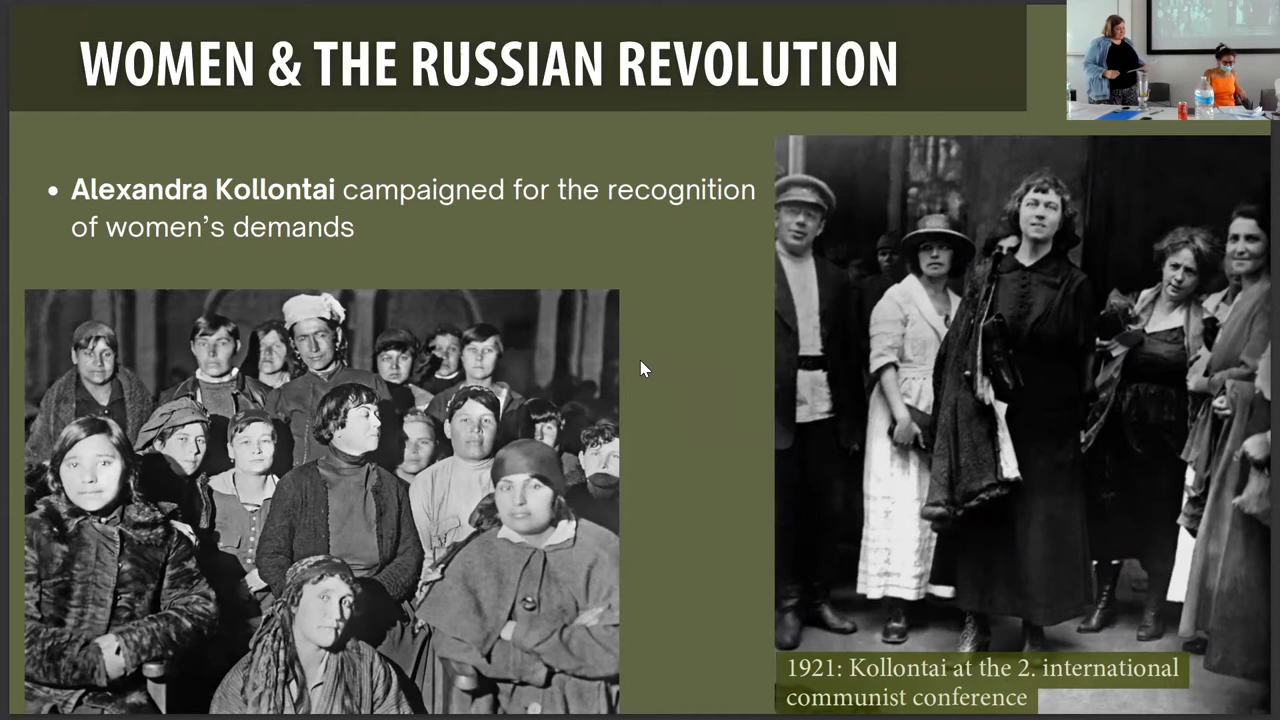 WOMEN & THE RUSSIAN REVOLUTION
• Alexandra Kollontai campaigned for the recognition
of women’s demands
1921: Kollontai at the 2. international
communist conference